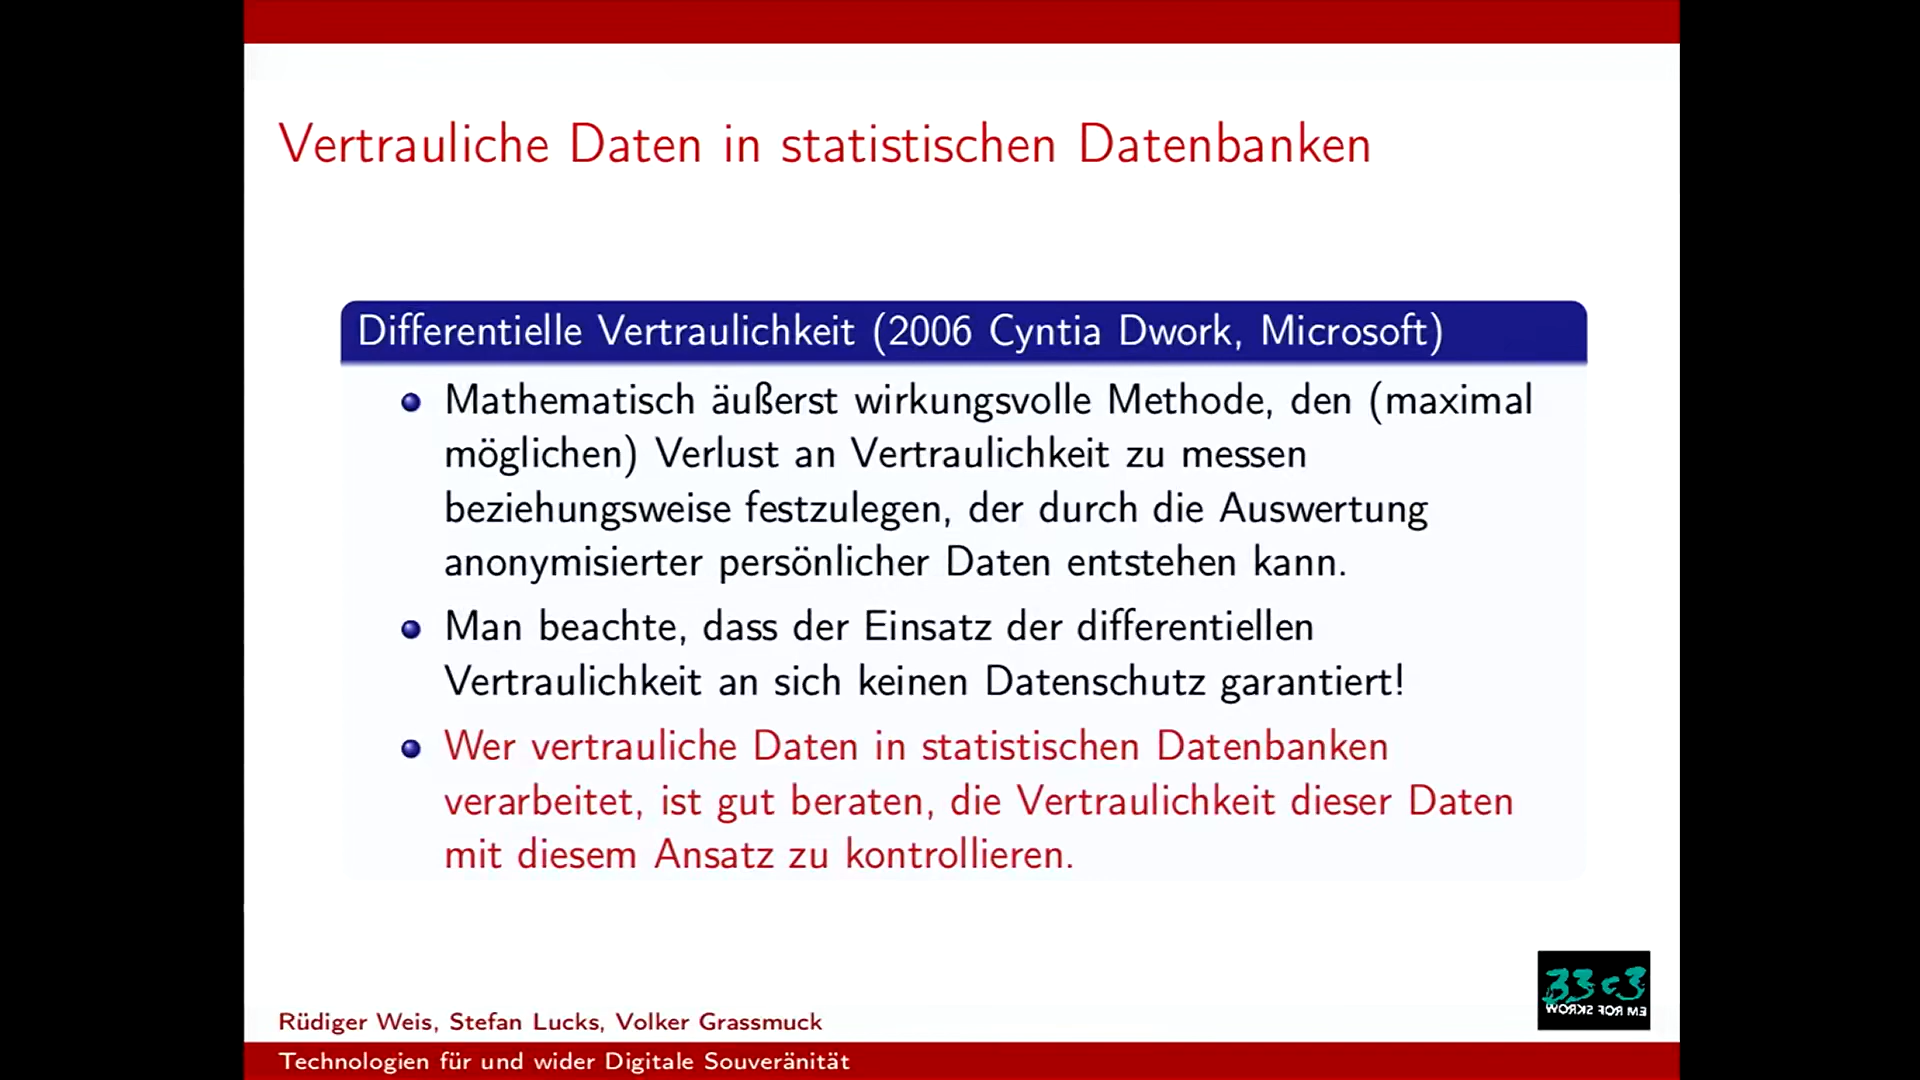 Vertrauliche Daten in statistischen Datenbanken
Differentielle Vertraulichkeit (2006 Cyntia Dwork, Microsoft)
Mathematisch äußerst wirkungsvolle Methode, den (maximal
möglichen) Verlust an Vertraulichkeit zu messen
beziehungsweise festzulegen, der durch die Auswertung
anonymisierter persönlicher Daten entstehen kann.
Man beachte, dass der Einsatz der differentiellen
Vertraulichkeit an sich keinen Datenschutz garantiert!
Wer vertrauliche Daten in statistischen Datenbanken
verarbeitet, ist gut beraten, die Vertraulichkeit dieser Daten
mit diesem Ansatz zu kontrollieren.
33c3
WORKS FOR ME
Rüdiger Weis, Stefan Lucks, Volker Grassmuck
Technologien für und wider Digitale Souveränität